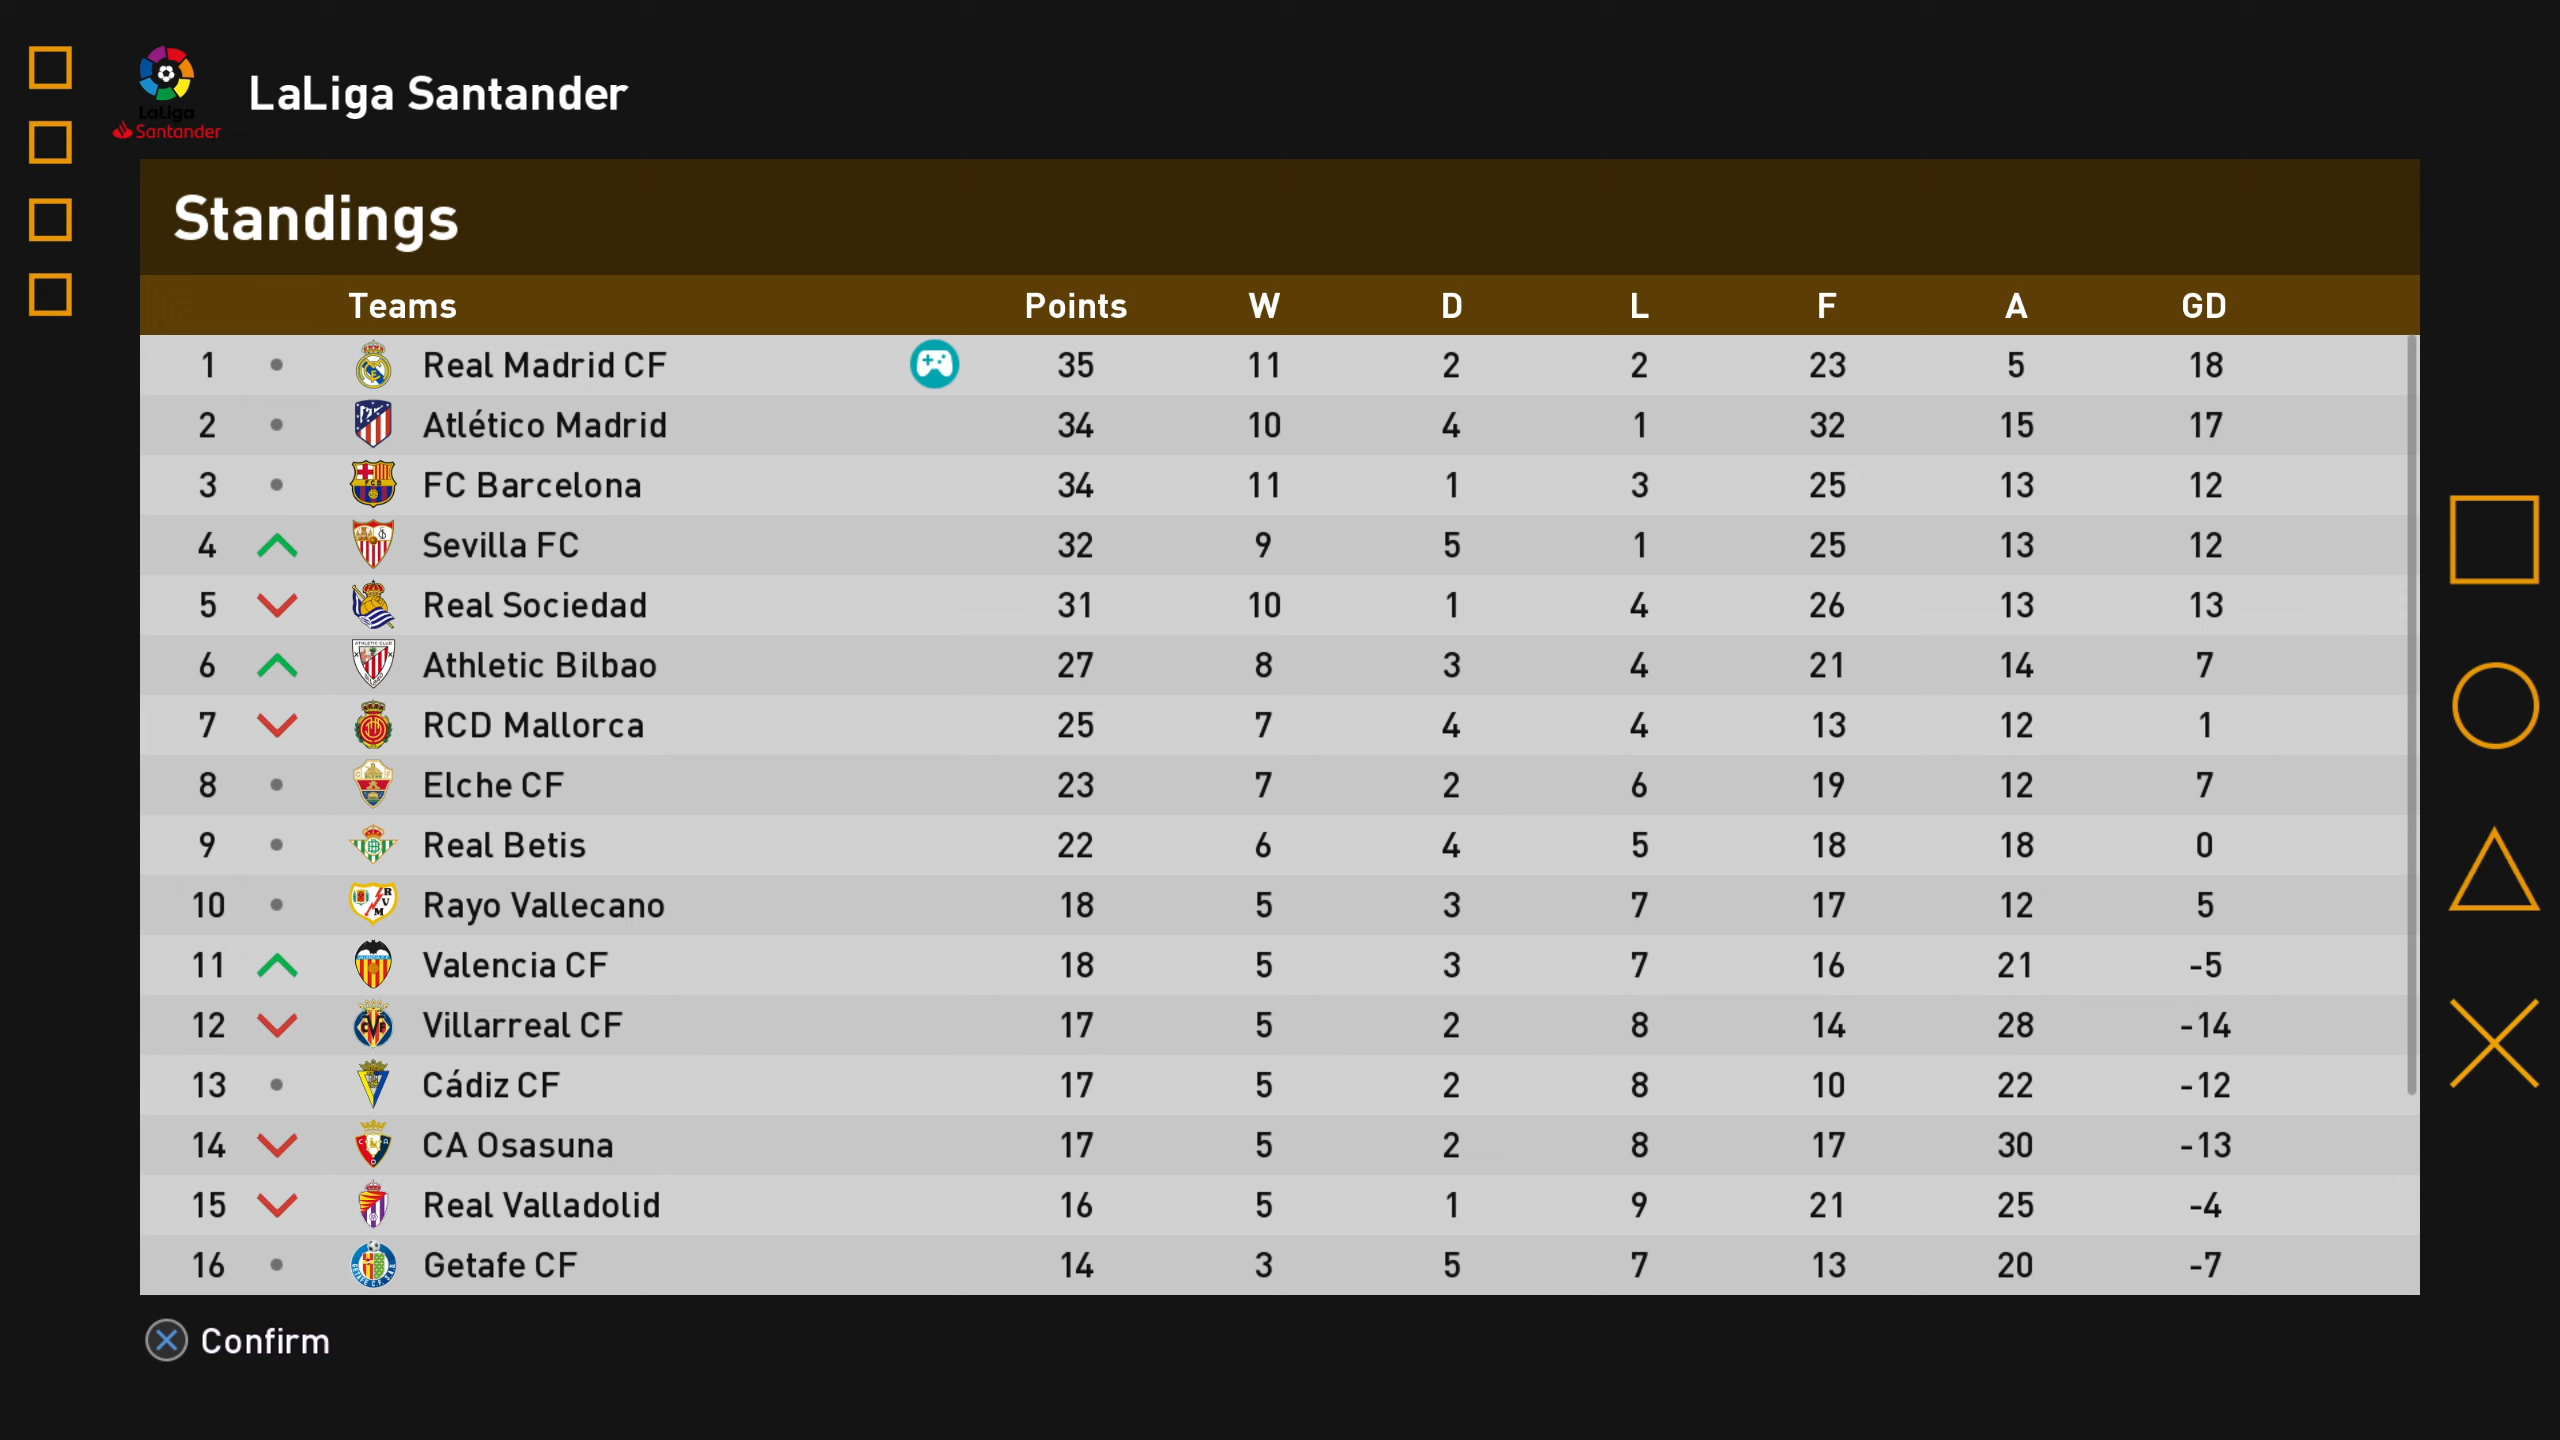 LaLiga
Santander
LaLiga Santander
Standings
Teams Points W D L F A GD
1 Real Madrid CF 35 11 2 2 23 5 18
2 Atlético Madrid 34 10 4 1 32 15 17
3 FC Barcelona 34 11 1 3 25 13 12
4 Sevilla FC 32 9 5 1 25 13 12
5 Real Sociedad 31 10 1 4 26 13 13
6 Athletic Bilbao 27 8 3 4 21 14 7
7 RCD Mallorca 25 7 4 4 13 12 1
8 Elche CF 23 7 2 6 19 12 7
9 Real Betis 22 6 4 5 18 18 0
10 Rayo Vallecano 18 5 3 7 17 12 5
11 Valencia CF 18 5 3 7 16 21 -5
12 Villarreal CF 17 5 2 8 14 28 -14
13 Cádiz CF 17 5 2 8 10 22 -12
14 CA Osasuna 17 5 2 8 17 30 -13
15 Real Valladolid 16 5 1 9 21 25 -4
16 Getafe CF 14 3 5 7 13 20 -7
Confirm